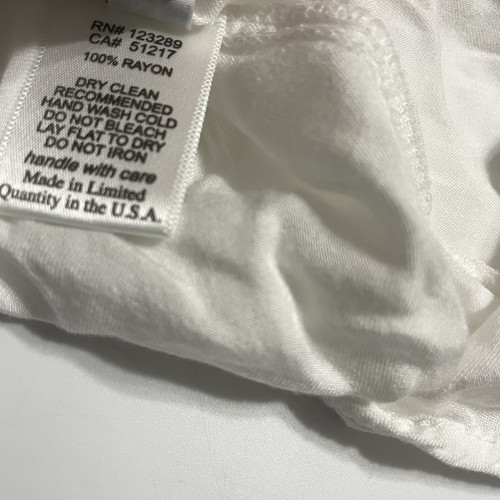 RN# 123289
CA# 51217
100% RAYON
DRY CLEAN
RECOMMENDED
HAND WASH COLD
DO NOT BLEACH
LAY FLAT TO DRY
DO NOT IRON
handle with care
Made in Limited
Quantity in the U.S.A.